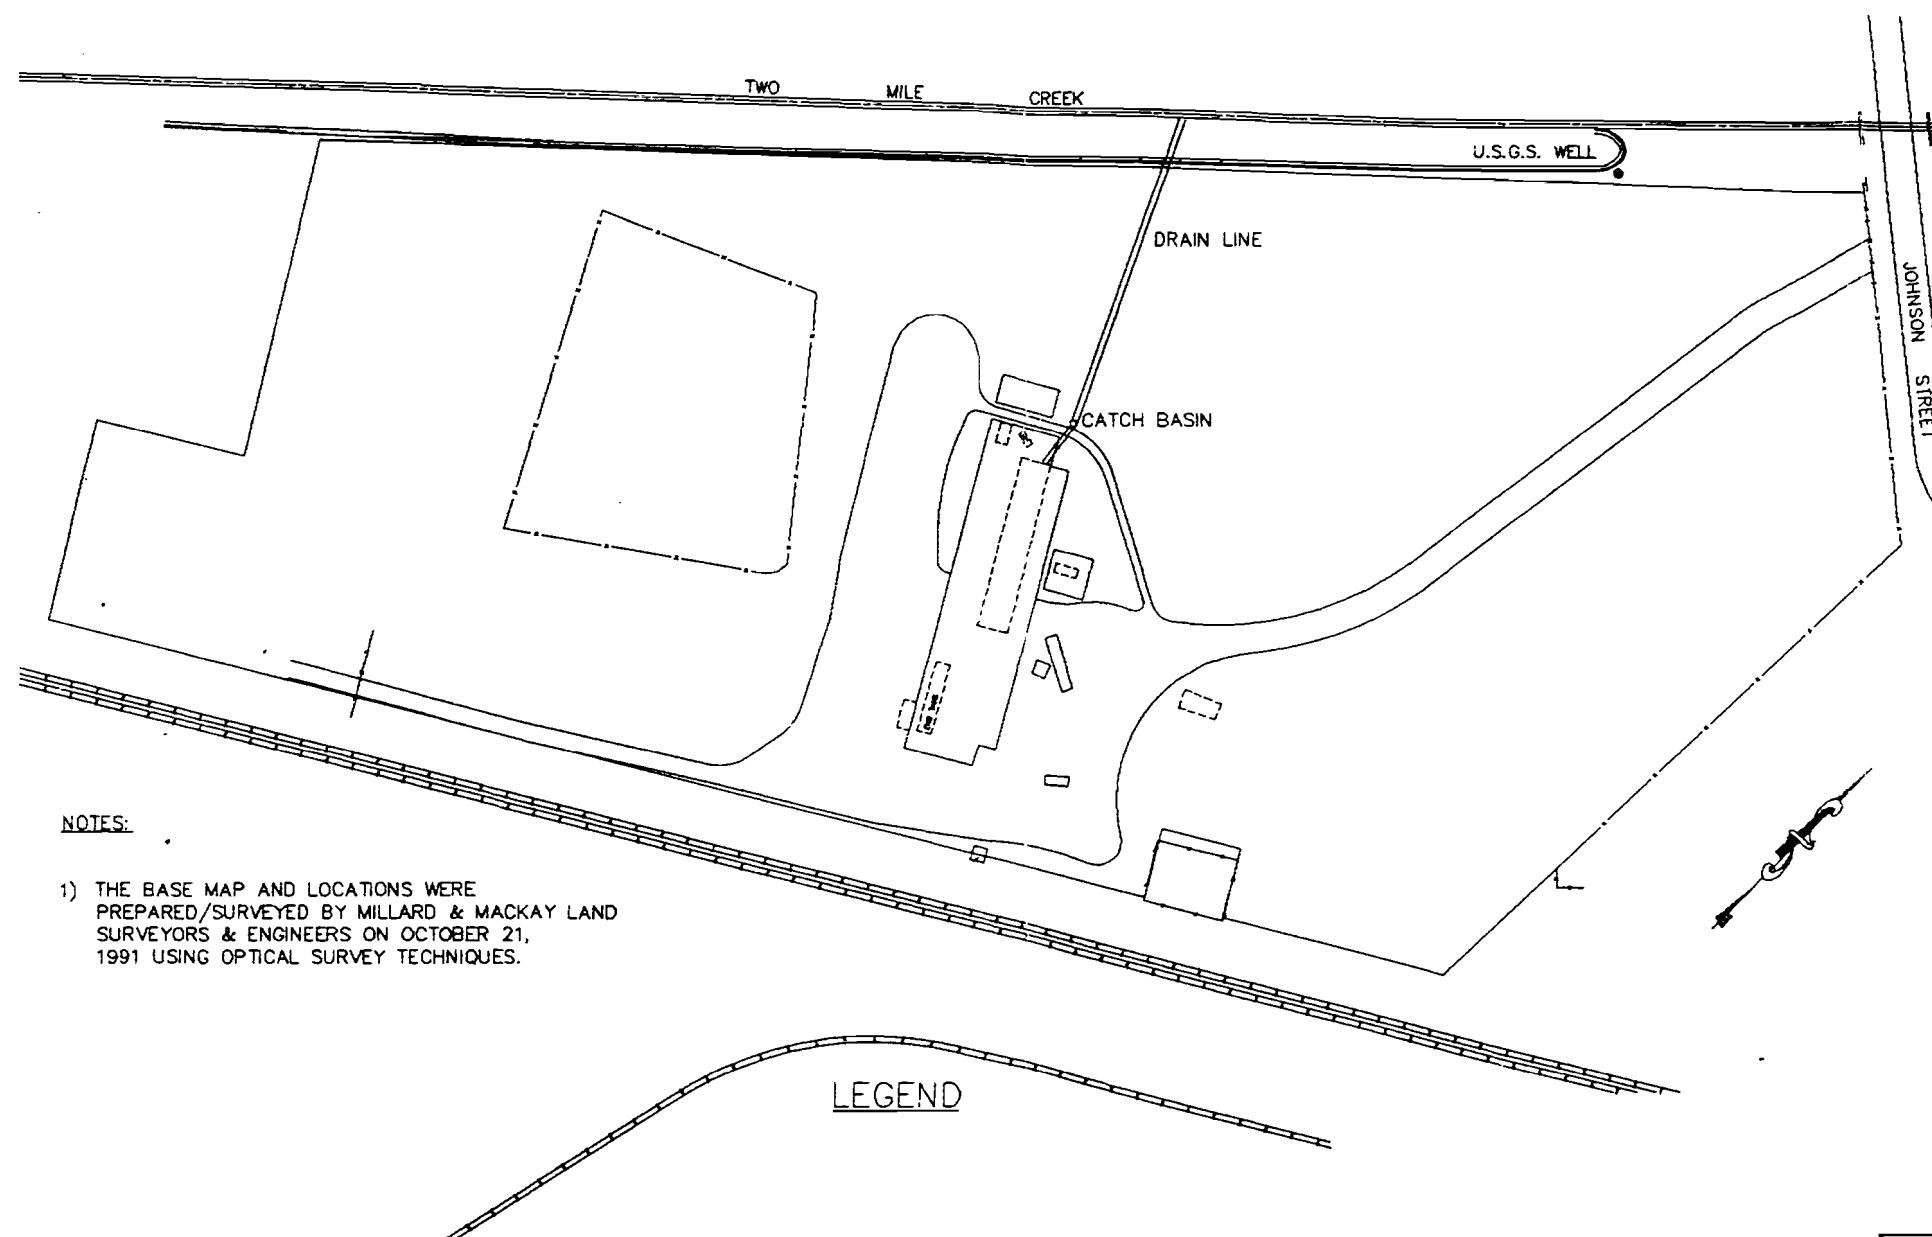 TWO MILE CREEK
U.S.G.S. WELL
DRAIN LINE
JOHNSON STREET
CATCH BASIN
NOTES:
1) THE BASE MAP AND LOCATIONS WERE
PREPARED/SURVEYED BY MILLARD & MACKAY LAND
SURVEYORS & ENGINEERS ON OCTOBER 21,
1991 USING OPTICAL SURVEY TECHNIQUES.
LEGEND